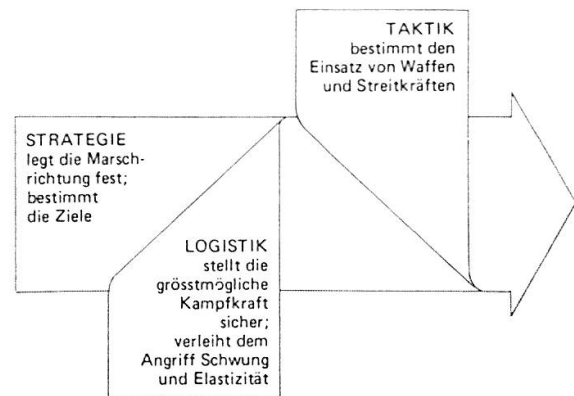 STRATEGIE
legt die Marsch-
richtung fest;
bestimmt
die Ziele
LOGISTIK
stellt die
grösstmögliche
Kampfkraft
sicher;
verleiht dem
Angriff Schwung
und Elastizität
TAKTIK
bestimmt den
Einsatz von Waffen
und Streitkräften